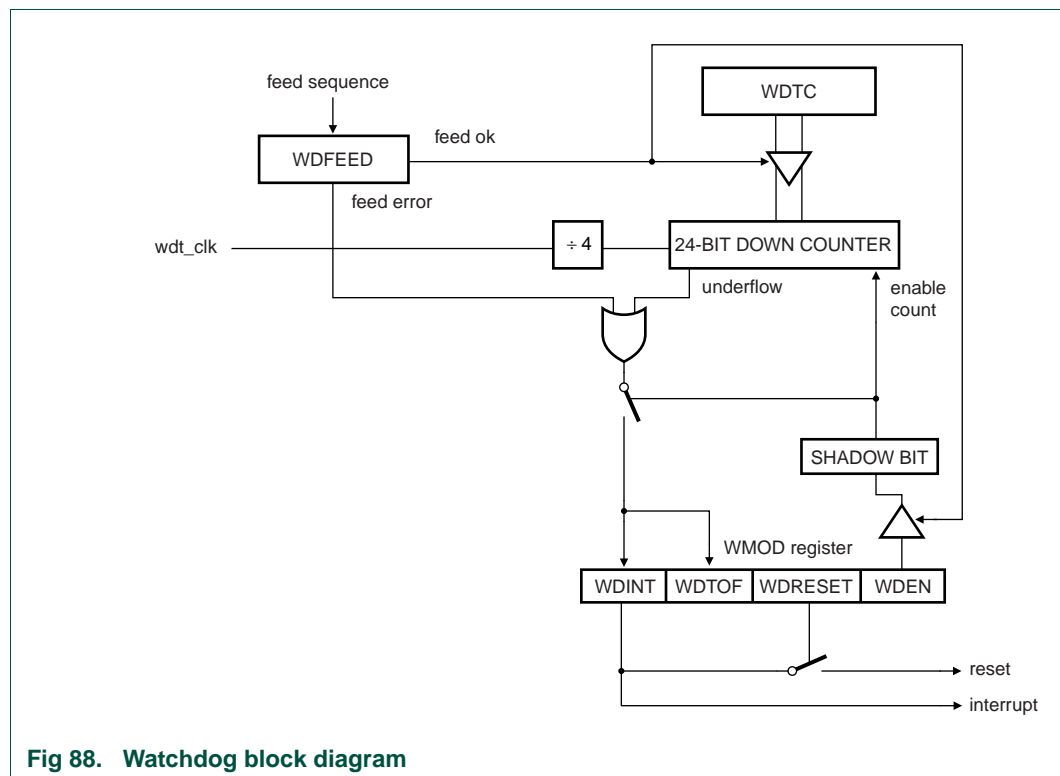 feed sequence
WDTC
WDFEED
feed ok
feed error
wdt_clk
÷ 4
24-BIT DOWN COUNTER
underflow
enable
count
SHADOW BIT
WMOD register
WDINT
WDTOF
WDRESET
WDEN
reset
interrupt
Fig 88. Watchdog block diagram